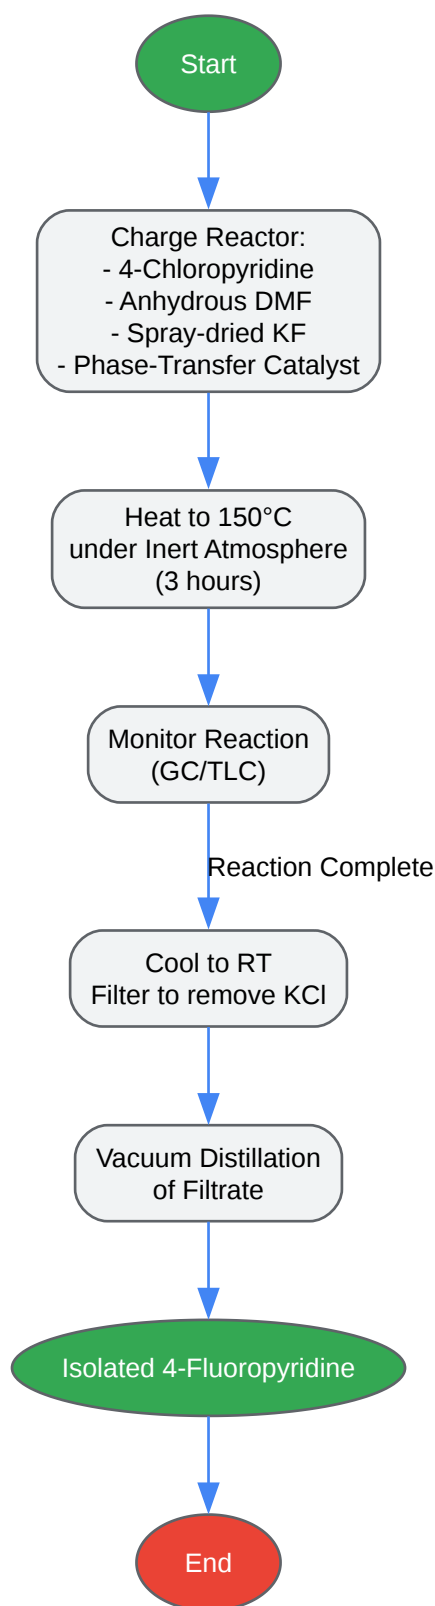 Start
Charge Reactor:
- 4-Chloropyridine
- Anhydrous DMF
- Spray-dried KF
- Phase-Transfer Catalyst
Heat to 150°C
under Inert Atmosphere
(3 hours)
Monitor Reaction
(GC/TLC)
Reaction Complete
Cool to RT
Filter to remove KCl
Vacuum Distillation
of Filtrate
Isolated 4-Fluoropyridine
End